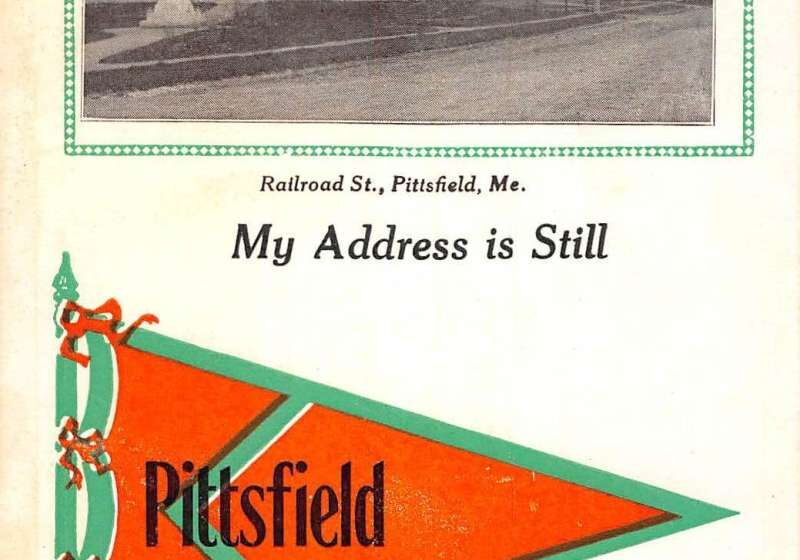 Railroad St., Pittsfield, Me.
My Address is Still
Pittsfield